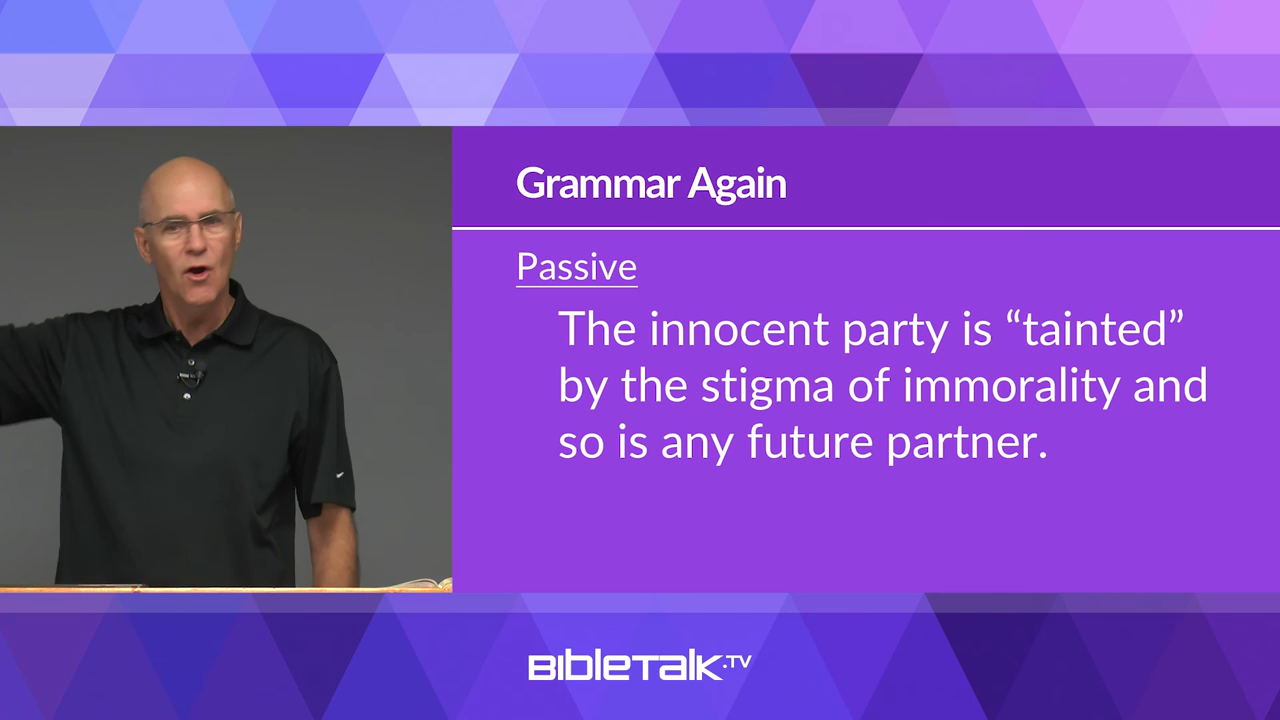 Grammar Again
Passive
The innocent party is “tainted”
by the stigma of immorality and
so is any future partner.
BIBLETALK.TV